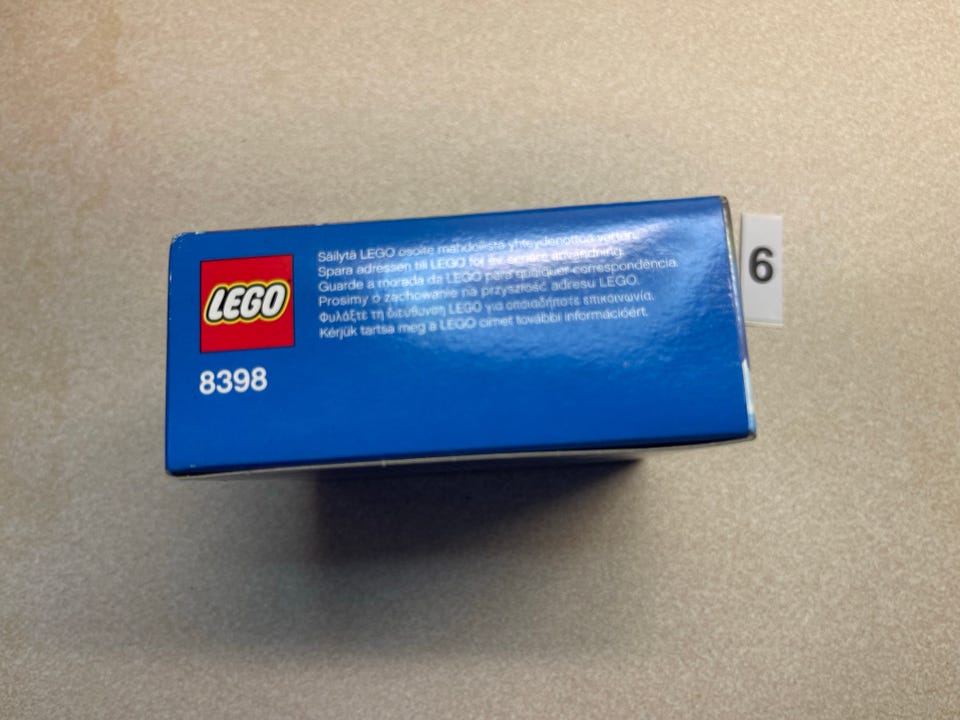 LEGO
8398
Säilytä LEGO osoite mahdollista yhteydenottoa varten.
Spara adressen till LEGO för ev senare användning.
Guarde a morada da LEGO para qualquer correspondência.
Prosimy o zachowanie na przyszłość adresu LEGO.
Φυλάξτε τη διεύθυνση LEGO για οποιαδήποτε επικοινωνία.
Kérjük tartsa meg a LEGO címet további információért.
6